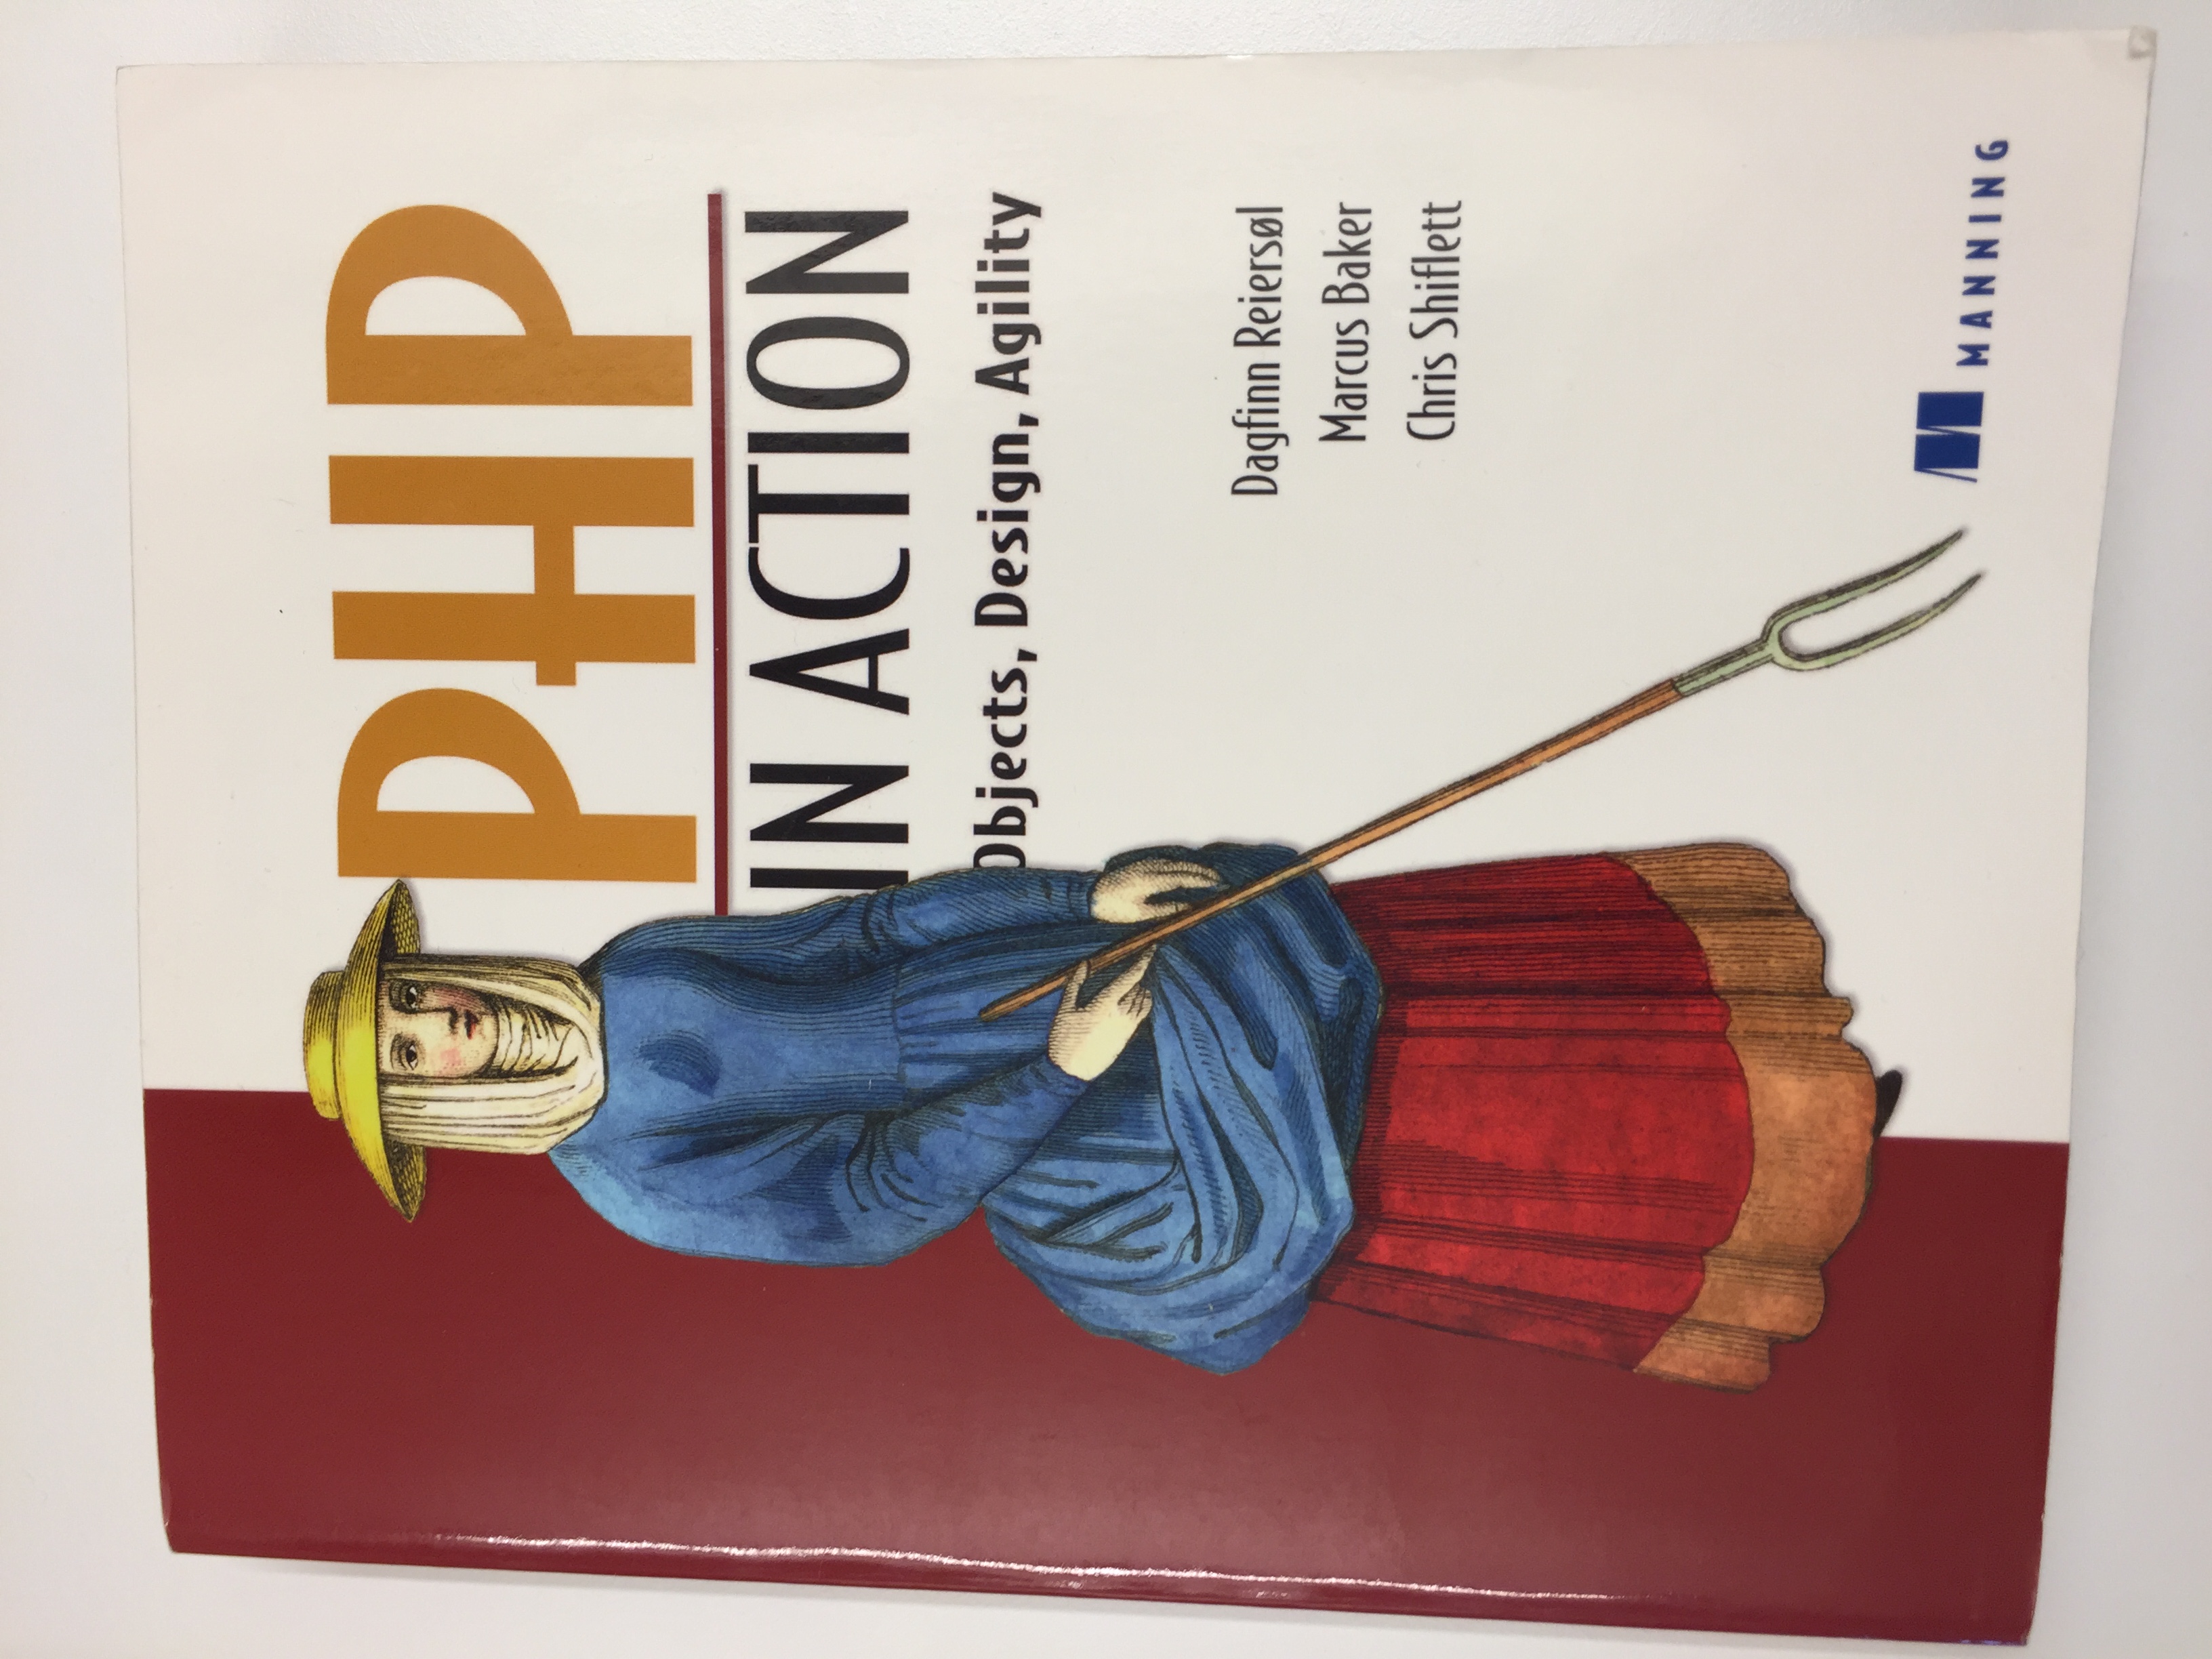 PHP
IN ACTION
Objects, Design, Agility
Dagfinn Reiersøl
Marcus Baker
Chris Shiflett
MANNING